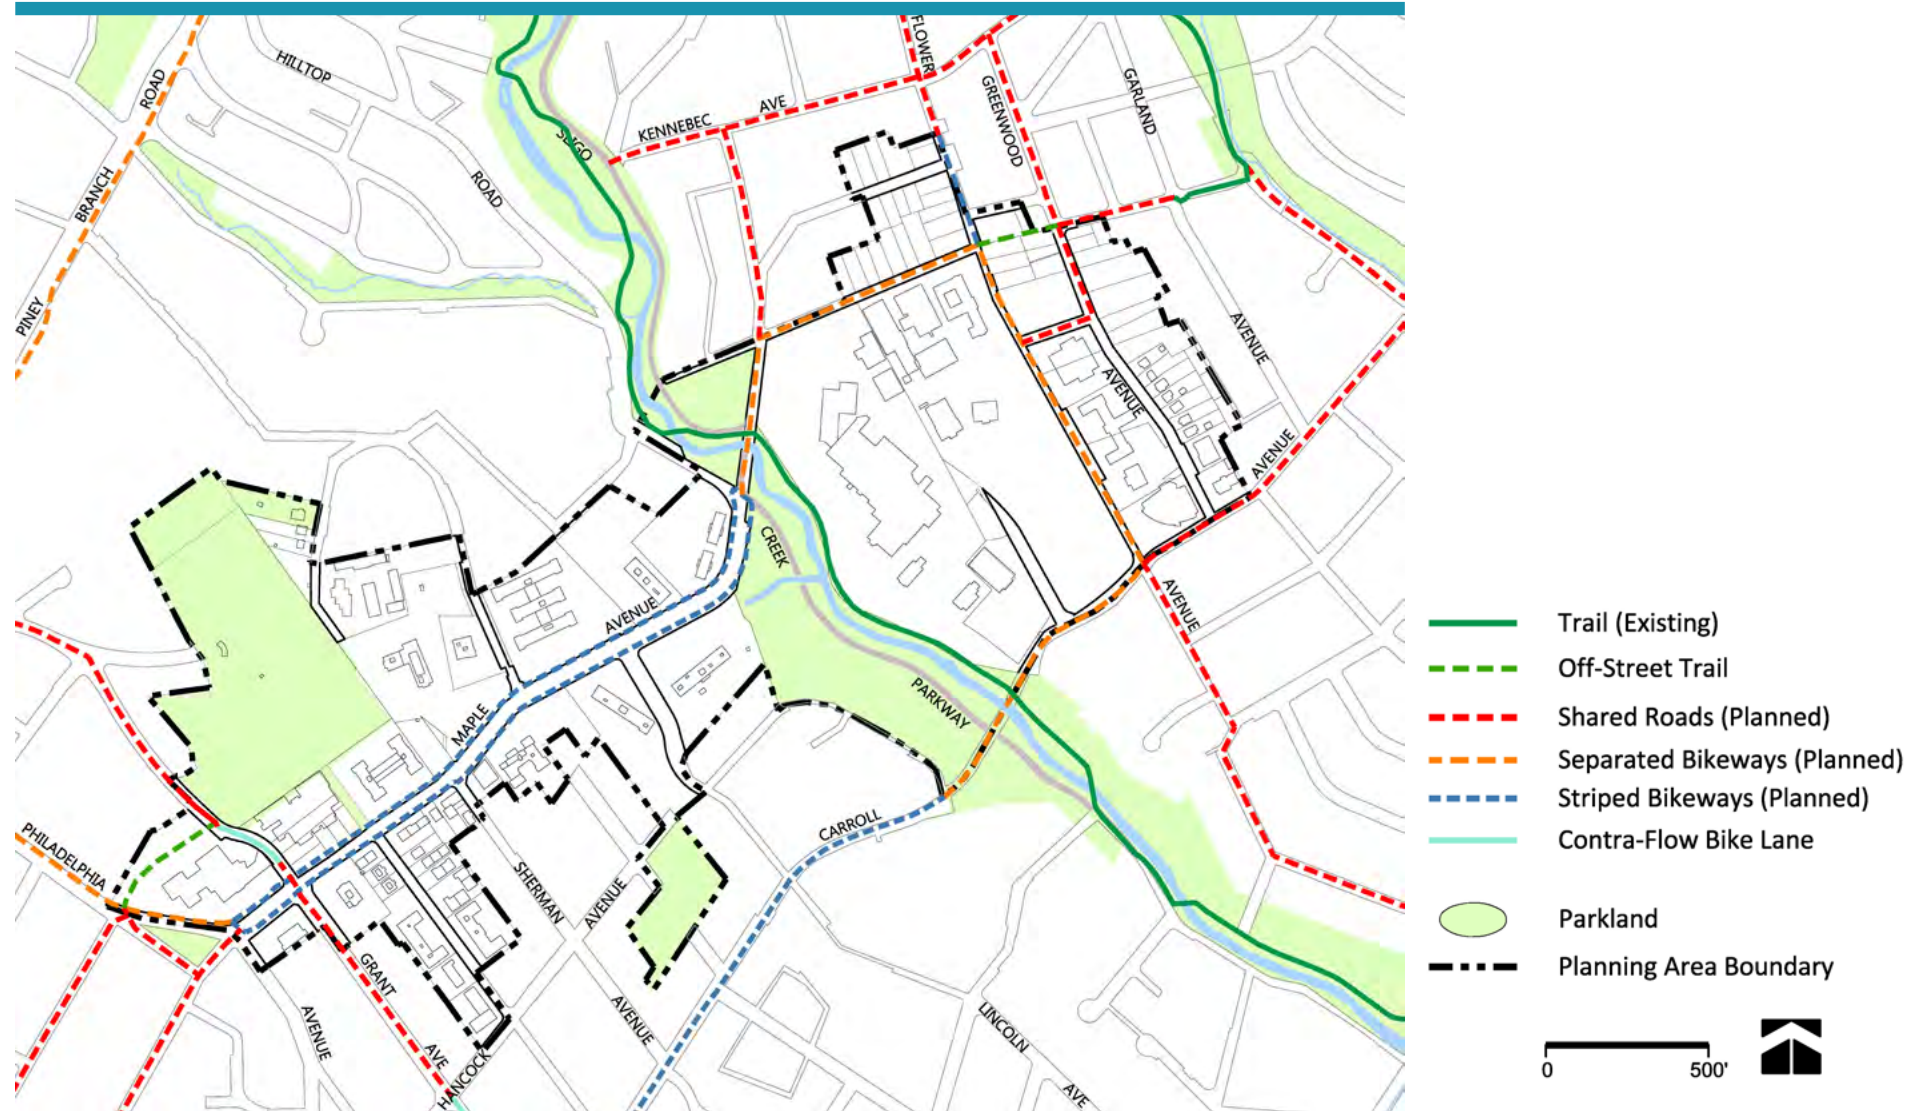 FLOWER
HILLTOP
ROAD
GARLAND
GREENWOOD
AVE
KENNEBEC
SLIGO
ROAD
BRANCH
PINEY
AVENUE
AVENUE
AVENUE
CREEK
AVENUE
AVENUE
PARKWAY
MAPLE
CARROLL
PHILADELPHIA
SHERMAN
AVENUE
GRANT
AVENUE
AVENUE
LINCOLN
AVE
HANCOCK
AVE
Trail (Existing)
Off-Street Trail
Shared Roads (Planned)
Separated Bikeways (Planned)
Striped Bikeways (Planned)
Contra-Flow Bike Lane
Parkland
Planning Area Boundary
0 500'